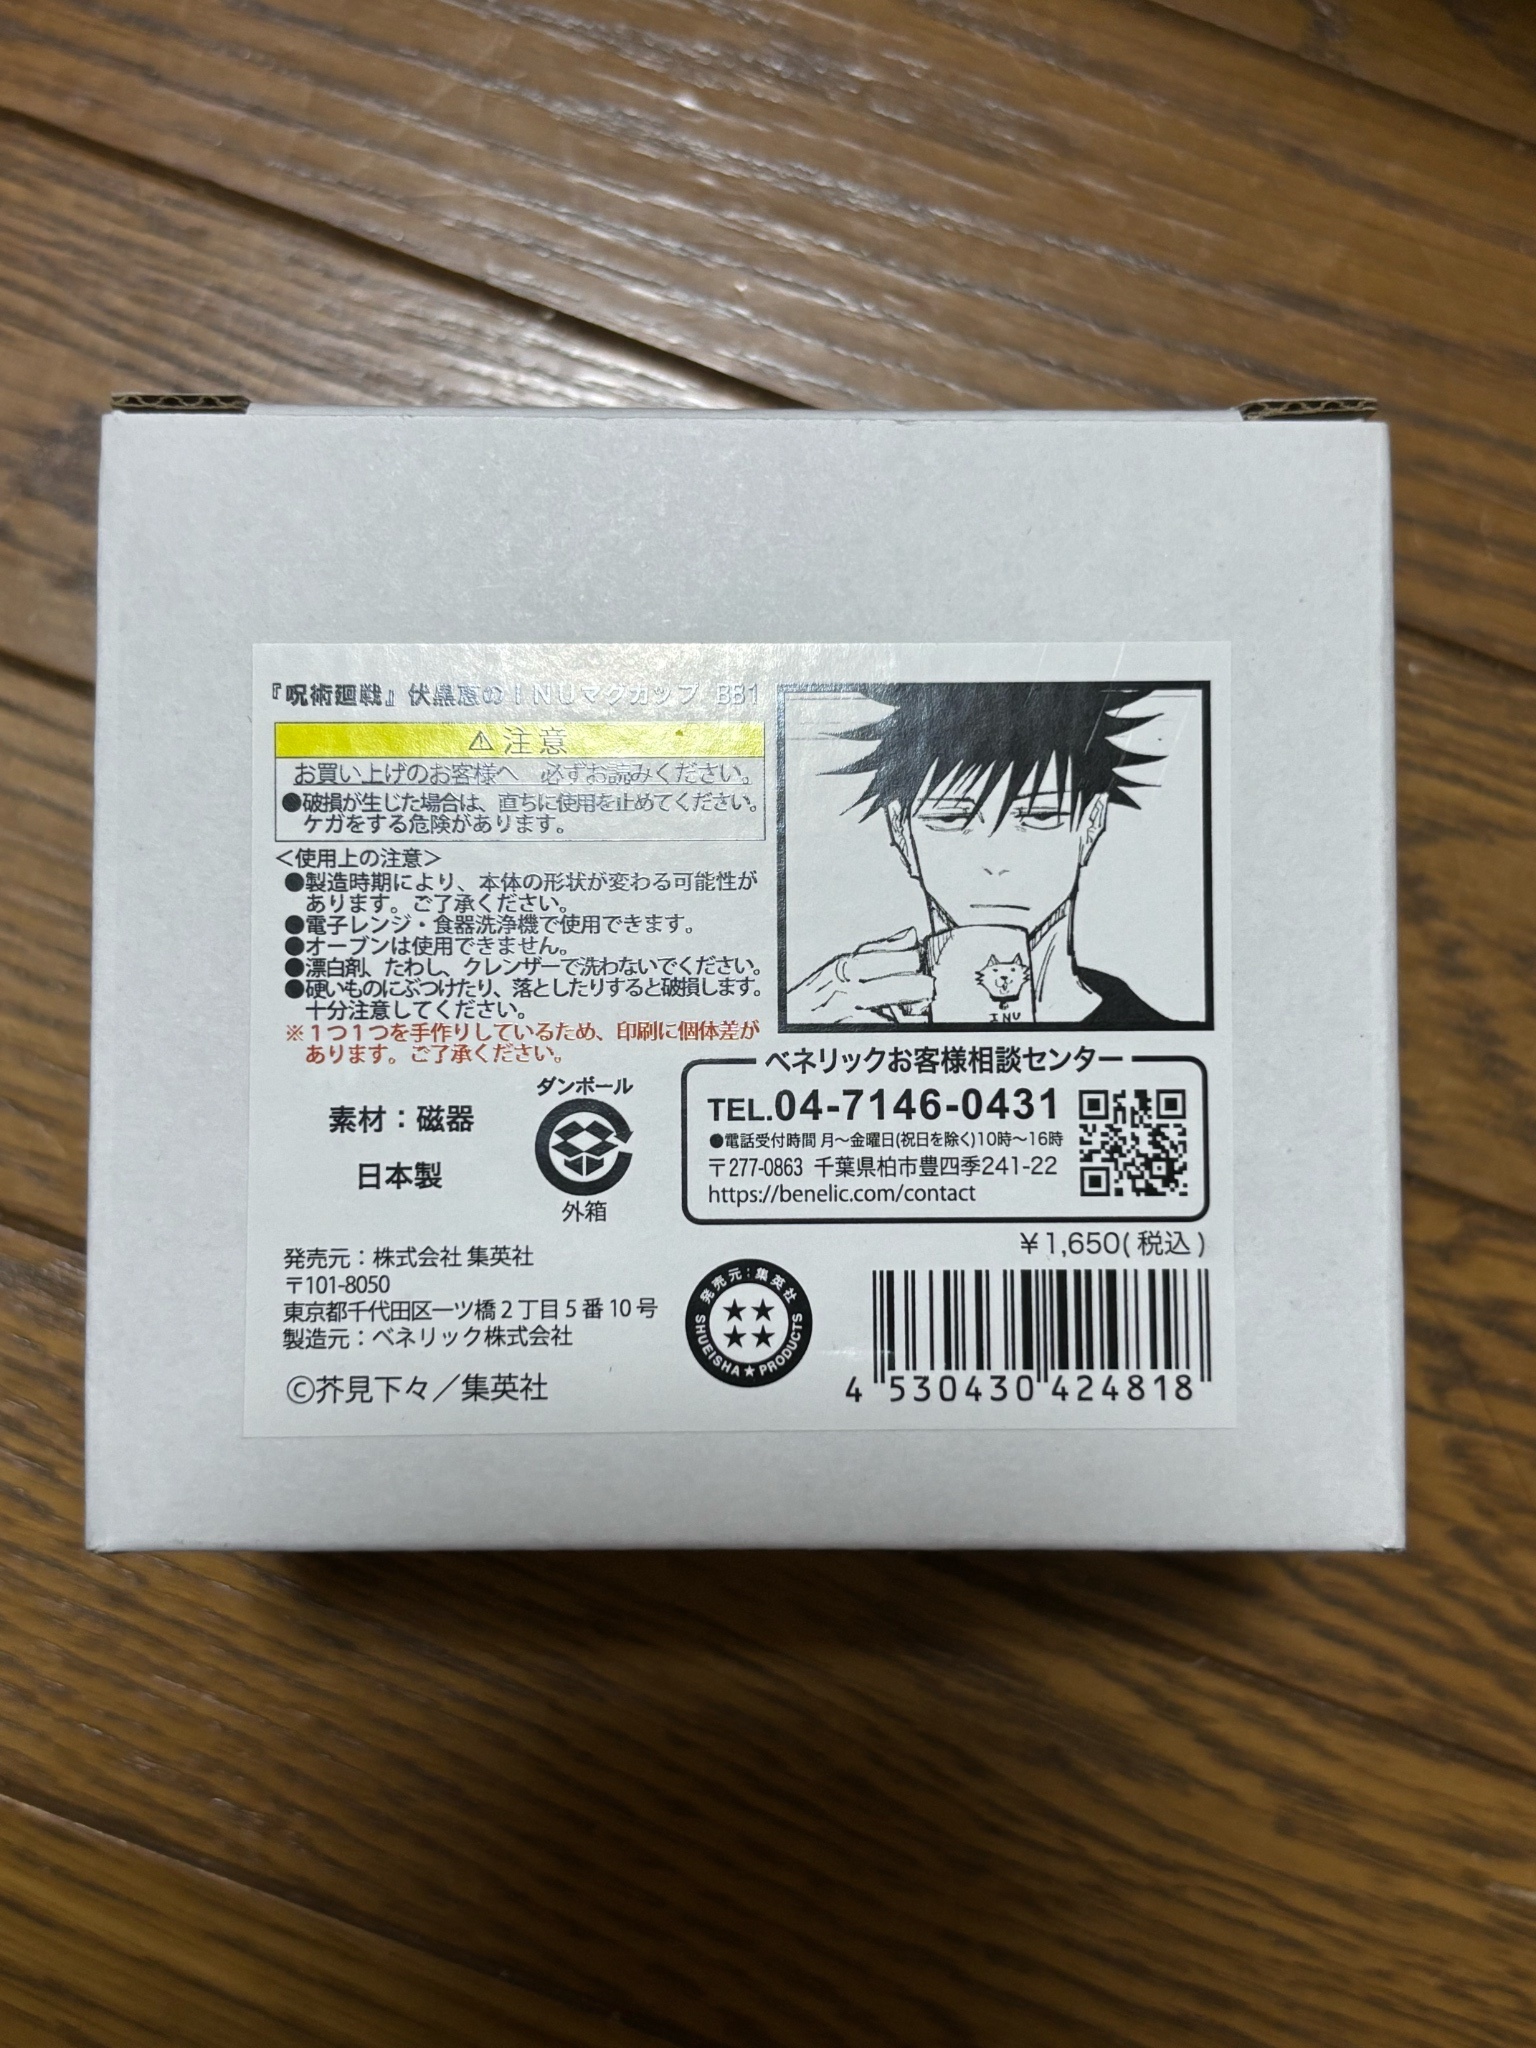 『呪術廻戦』伏黒恵のINUマグカップ BB1
⚠注意
お買い上げのお客様へ 必ずお読みください。
●破損が生じた場合は、直ちに使用を止めてください。
ケガをする危険があります。
＜使用上の注意＞
●製造時期により、本体の形状が変わる可能性が
あります。ご了承ください。
●電子レンジ・食器洗浄機で使用できます。
●オーブンは使用できません。
●漂白剤、たわし、クレンザーで洗わないでください。
●硬いものにぶつけたり、落としたりすると破損します。
十分注意してください。
※１つ１つを手作りしているため、印刷に個体差が
あります。ご了承ください。
INU
素材：磁器
日本製
ダンボール
外箱
ベネリックお客様相談センター
TEL.04-7146-0431
●電話受付時間 月〜金曜日(祝日を除く)10時〜16時
〒277-0863 千葉県柏市豊四季241-22
https://benelic.com/contact
￥1,650(税込)
発売元：株式会社 集英社
〒101-8050
東京都千代田区一ツ橋２丁目５番10号
製造元：ベネリック株式会社
©芥見下々／集英社
発売元：集英社
SHUEISHA★PRODUCTS
4 530430 424818